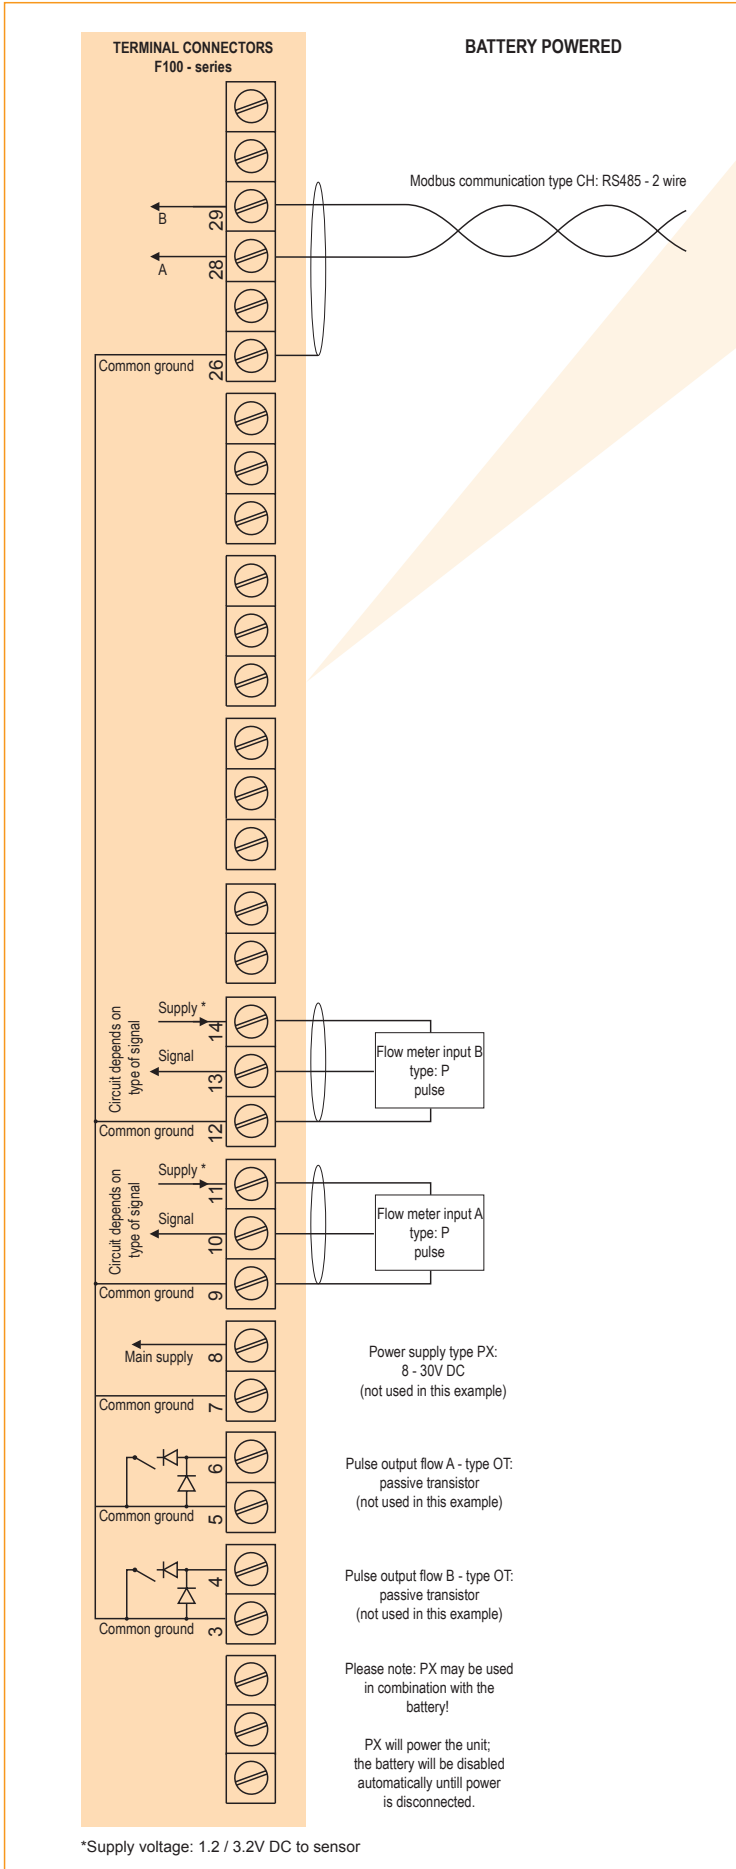 TERMINAL CONNECTORS
F100 - series
BATTERY POWERED
Modbus communication type CH: RS485 - 2 wire
B
29
A
28
Common ground
26
Circuit depends on
type of signal
Supply *
14
Signal
13
Common ground
12
Flow meter input B
type: P
pulse
Circuit depends on
type of signal
Supply *
11
Signal
10
Common ground
9
Flow meter input A
type: P
pulse
Main supply
8
Common ground
7
Power supply type PX:
8 - 30V DC
(not used in this example)
6
Common ground
5
Pulse output flow A - type OT:
passive transistor
(not used in this example)
4
Common ground
3
Pulse output flow B - type OT:
passive transistor
(not used in this example)
Please note: PX may be used
in combination with the
battery!
PX will power the unit;
the battery will be disabled
automatically untill power
is disconnected.
*Supply voltage: 1.2 / 3.2V DC to sensor